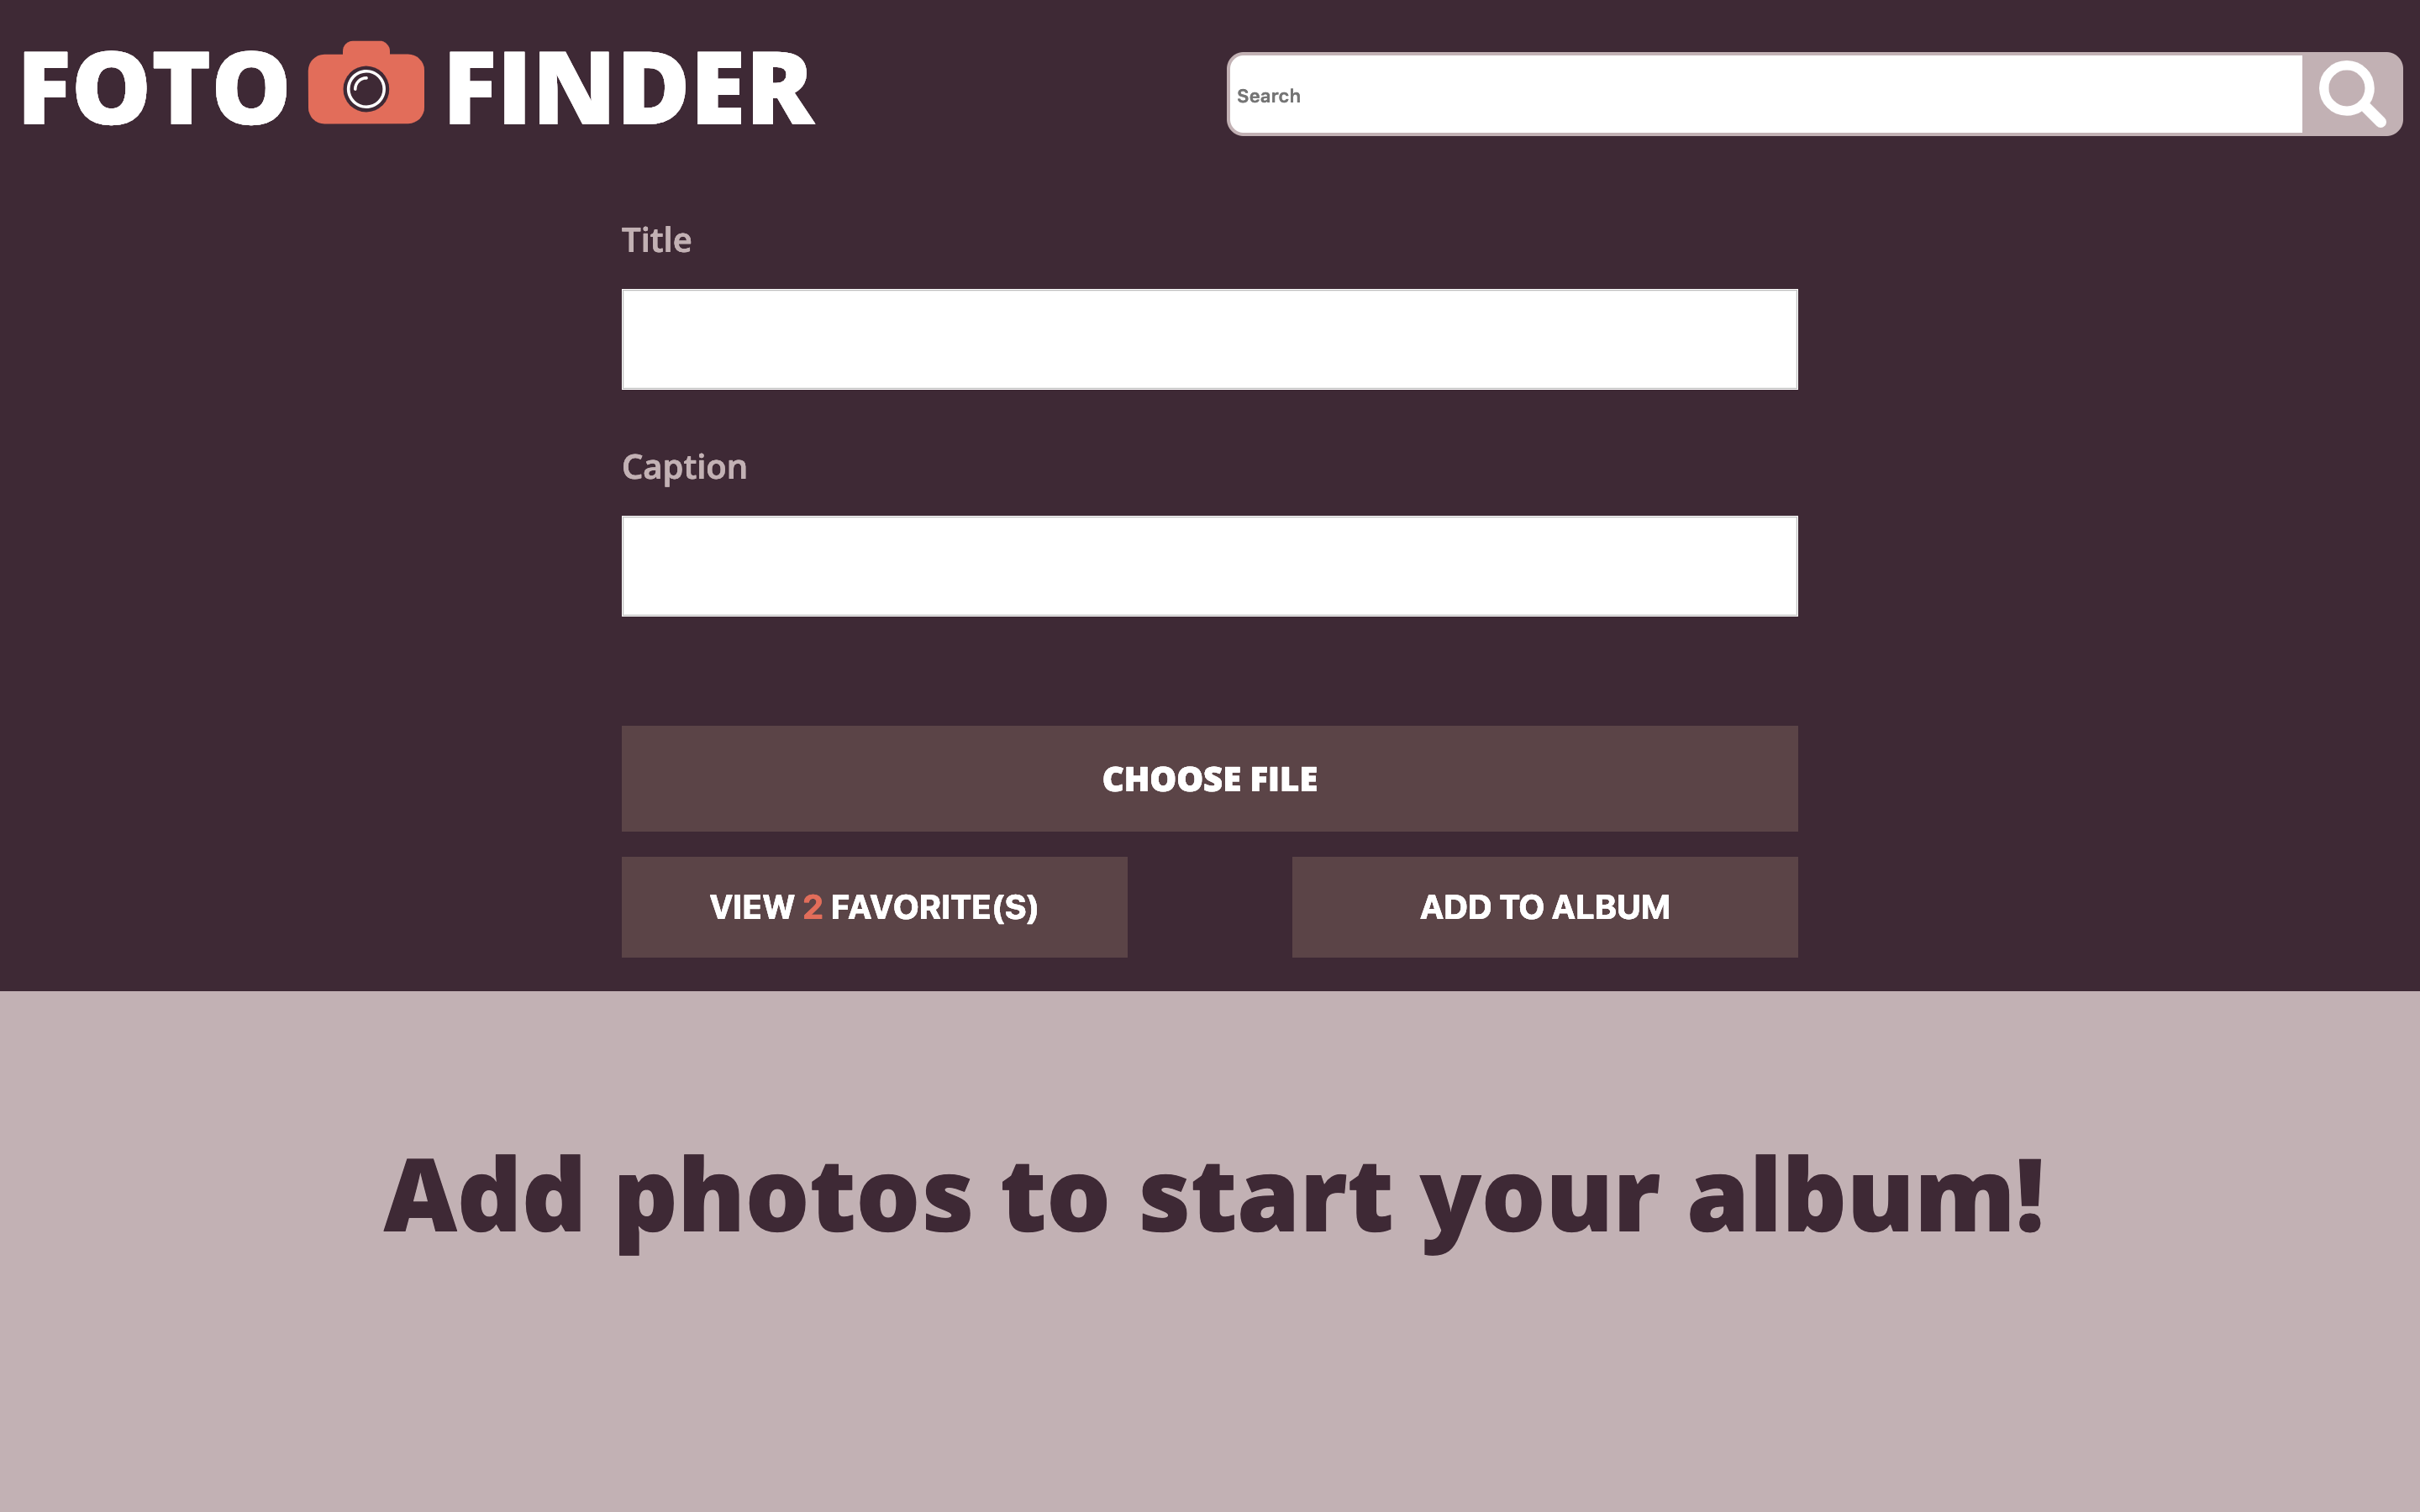 FOTO FINDER
Search
Title
Caption
CHOOSE FILE
VIEW 2 FAVORITE(S)
ADD TO ALBUM
Add photos to start your album!